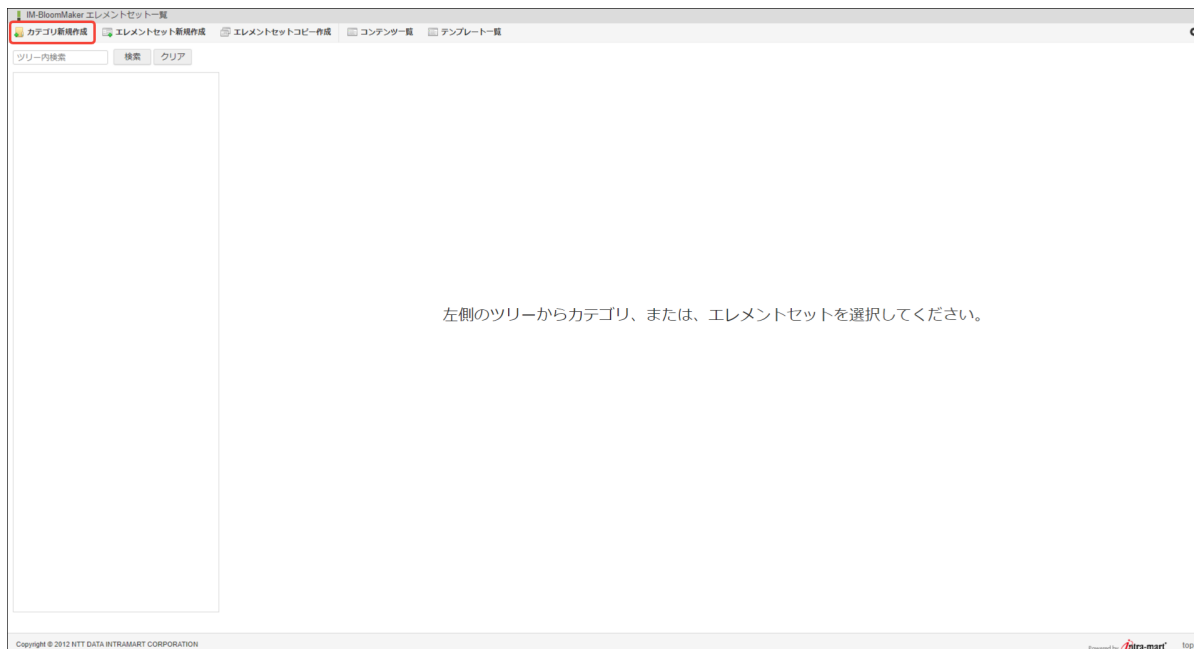 IM-BloomMaker エレメントセット一覧
カテゴリ新規作成 エレメントセット新規作成 エレメントセットコピー作成 コンテンツ一覧 テンプレート一覧
ツリー内検索 検索 クリア
左側のツリーからカテゴリ、または、エレメントセットを選択してください。
Copyright © 2012 NTT DATA INTRAMART CORPORATION
Powered by intra-mart top